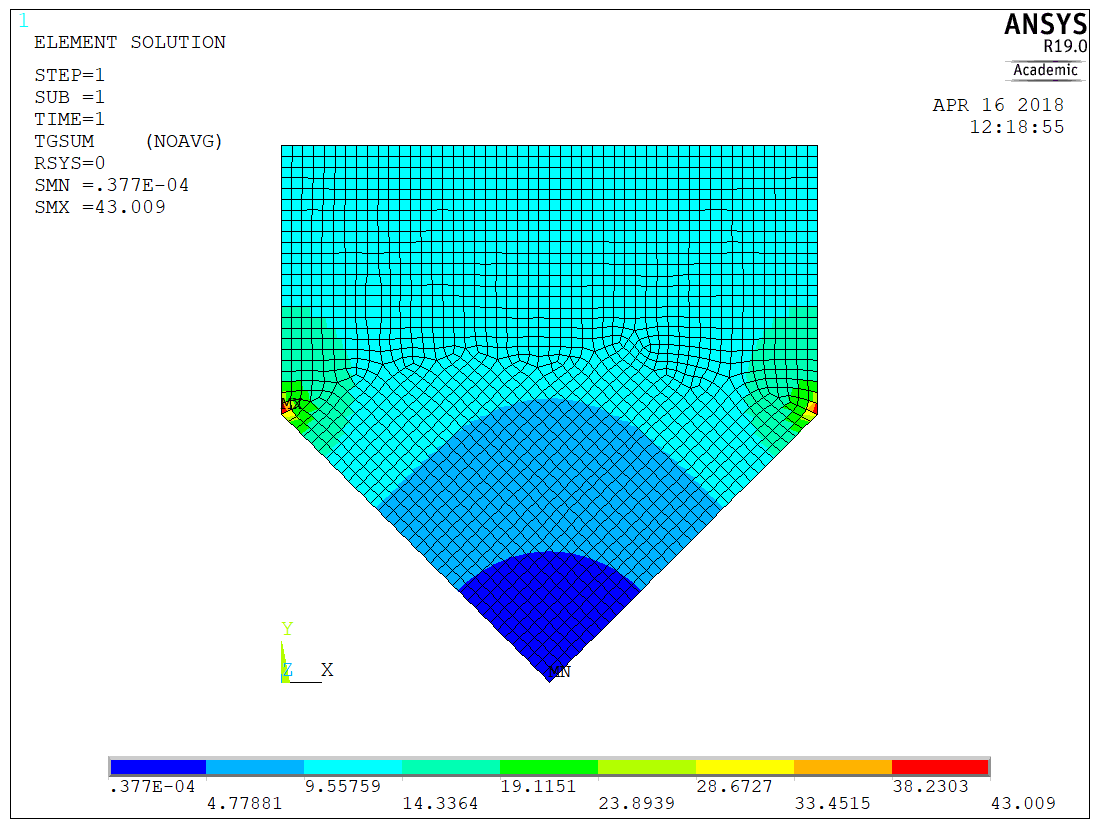 1
ANSYS
R19.0
Academic
ELEMENT SOLUTION
STEP=1
SUB =1
TIME=1
TGSUM (NOAVG)
RSYS=0
SMN =.377E-04
SMX =43.009
APR 16 2018
12:18:55
MX
MN
Y
Z X
.377E-04 9.55759 19.1151 28.6727 38.2303
4.77881 14.3364 23.8939 33.4515 43.009